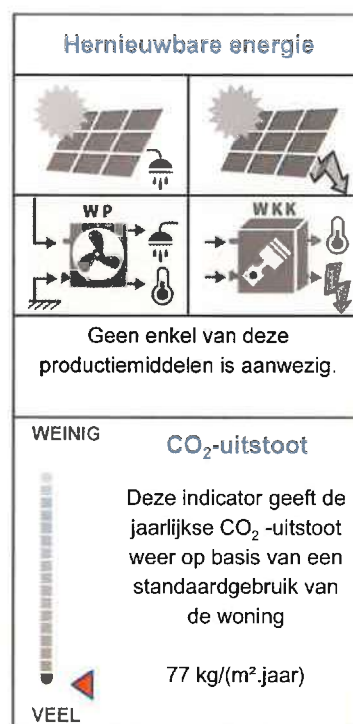 Hernieuwbare energie
WP
WKK
Geen enkel van deze
productiemiddelen is aanwezig.
WEINIG
CO₂-uitstoot
Deze indicator geeft de
jaarlijkse CO₂ -uitstoot
weer op basis van een
standaardgebruik van
de woning
77 kg/(m².jaar)
VEEL